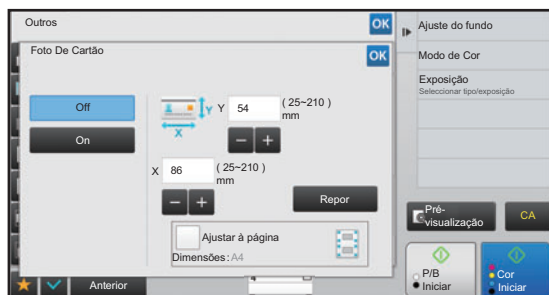 Outros
OK
Foto De Cartão
OK
Off
On
Y
X
Y 54 ( 25~210 )
mm
X 86 ( 25~210 )
mm
Repor
Ajustar à página
Dimensões: A4
Anterior
Ajuste do fundo
Modo de Cor
Exposição
Seleccionar tipo/exposição
Pré-
visualização
CA
P/B
Iniciar
Cor
Iniciar